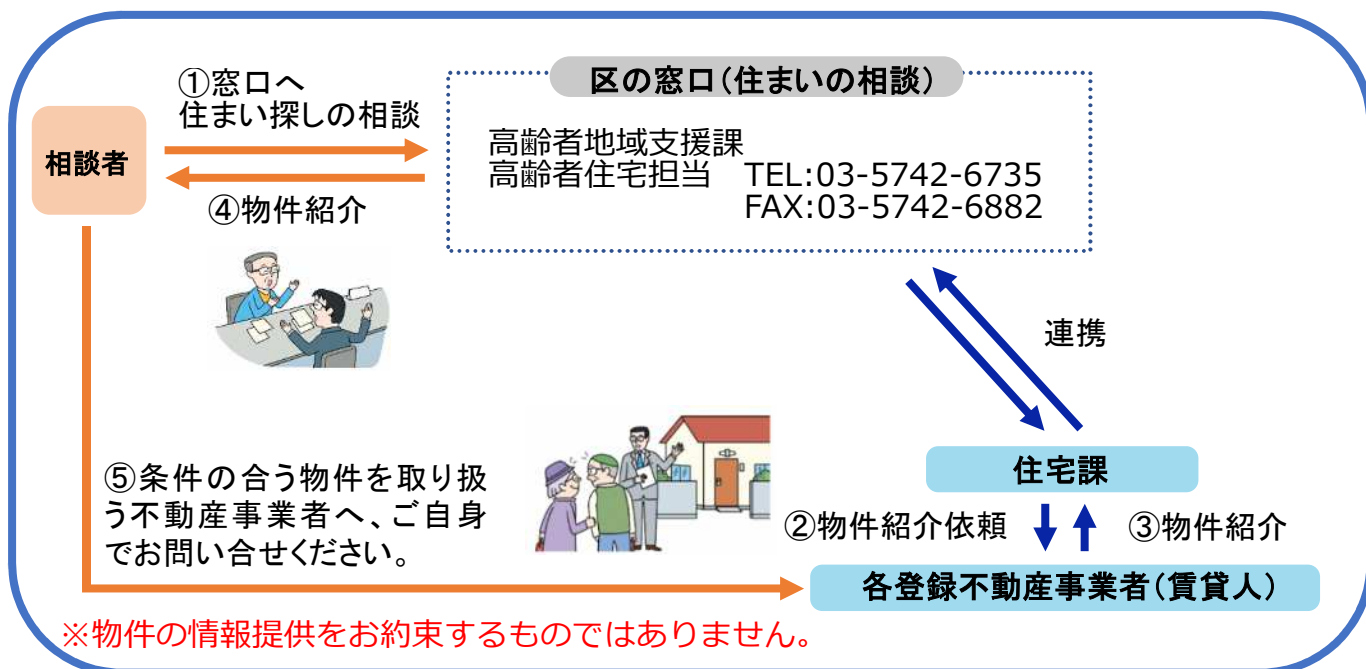 ①窓口へ
住まい探しの相談
区の窓口(住まいの相談)
相談者
高齢者地域支援課
高齢者住宅担当 TEL:03-5742-6735
FAX:03-5742-6882
④物件紹介
連携
住宅課
⑤条件の合う物件を取り扱
う不動産事業者へ、ご自身
でお問い合せください。
②物件紹介依頼
③物件紹介
各登録不動産事業者(賃貸人)
※物件の情報提供をお約束するものではありません。